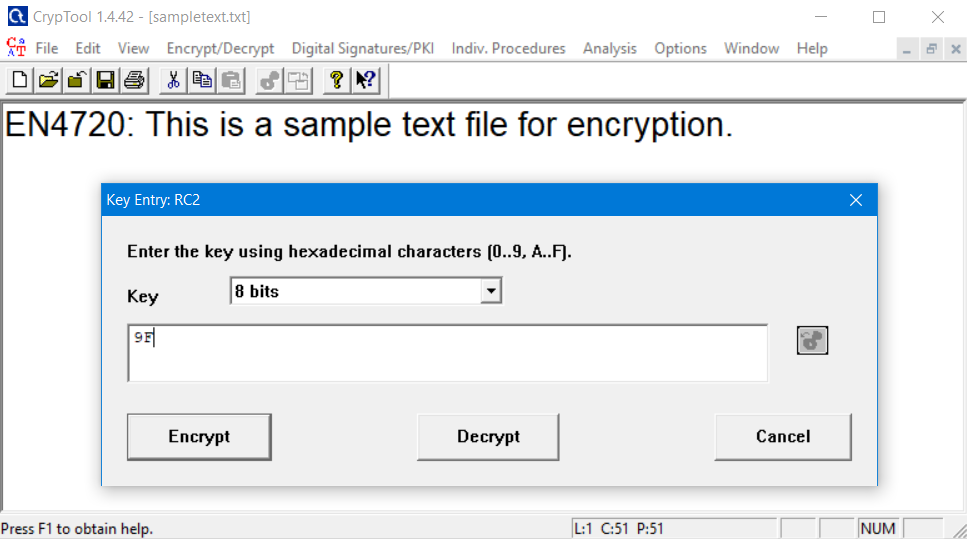 CrypTool 1.4.42 - [sampletext.txt]
File Edit View Encrypt/Decrypt Digital Signatures/PKI Indiv. Procedures Analysis Options Window Help
EN4720: This is a sample text file for encryption.
Key Entry: RC2
Enter the key using hexadecimal characters (0..9, A..F).
Key 8 bits
9F
Encrypt Decrypt Cancel
Press F1 to obtain help. L:1 C:51 P:51 NUM